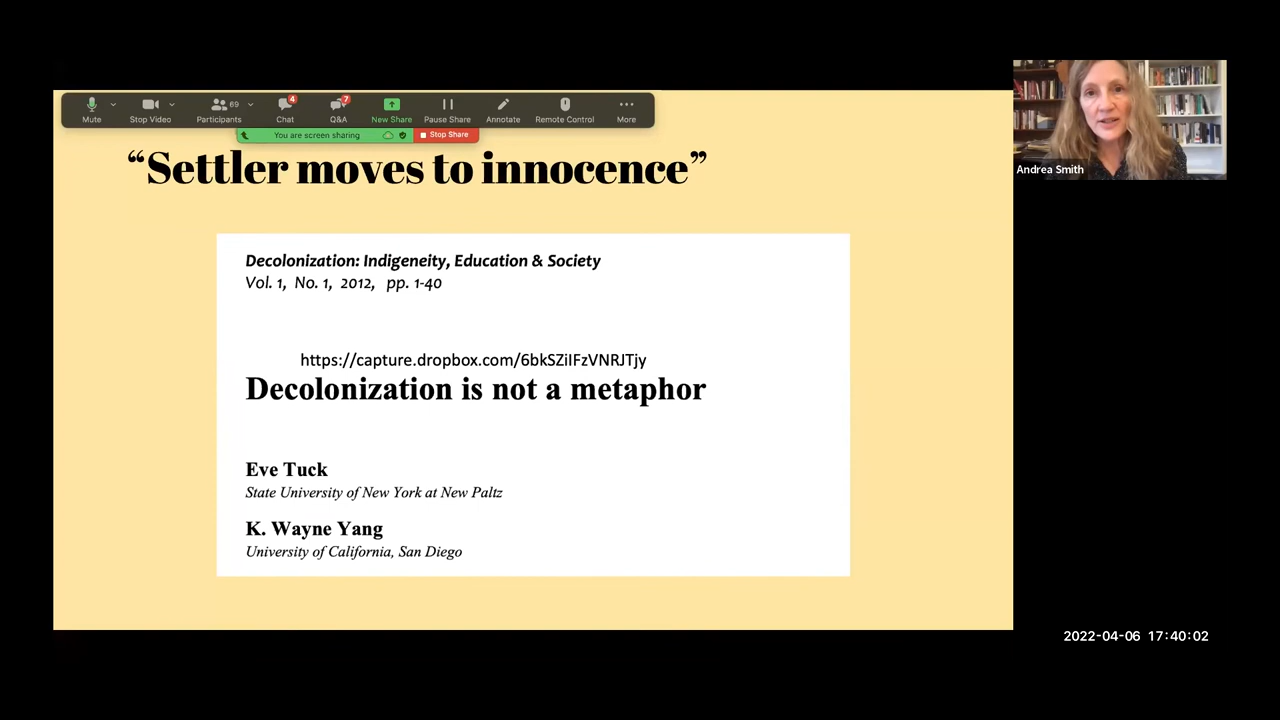 Mute
Stop Video
69
Participants
4
Chat
7
Q&A
New Share
Pause Share
Annotate
Remote Control
More
You are screen sharing
Stop Share
“Settler moves to innocence”
Andrea Smith
Decolonization: Indigeneity, Education & Society
Vol. 1, No. 1, 2012, pp. 1-40
https://capture.dropbox.com/6bkSZiIFzVNRJTjy
Decolonization is not a metaphor
Eve Tuck
State University of New York at New Paltz
K. Wayne Yang
University of California, San Diego
2022-04-06 17:40:02